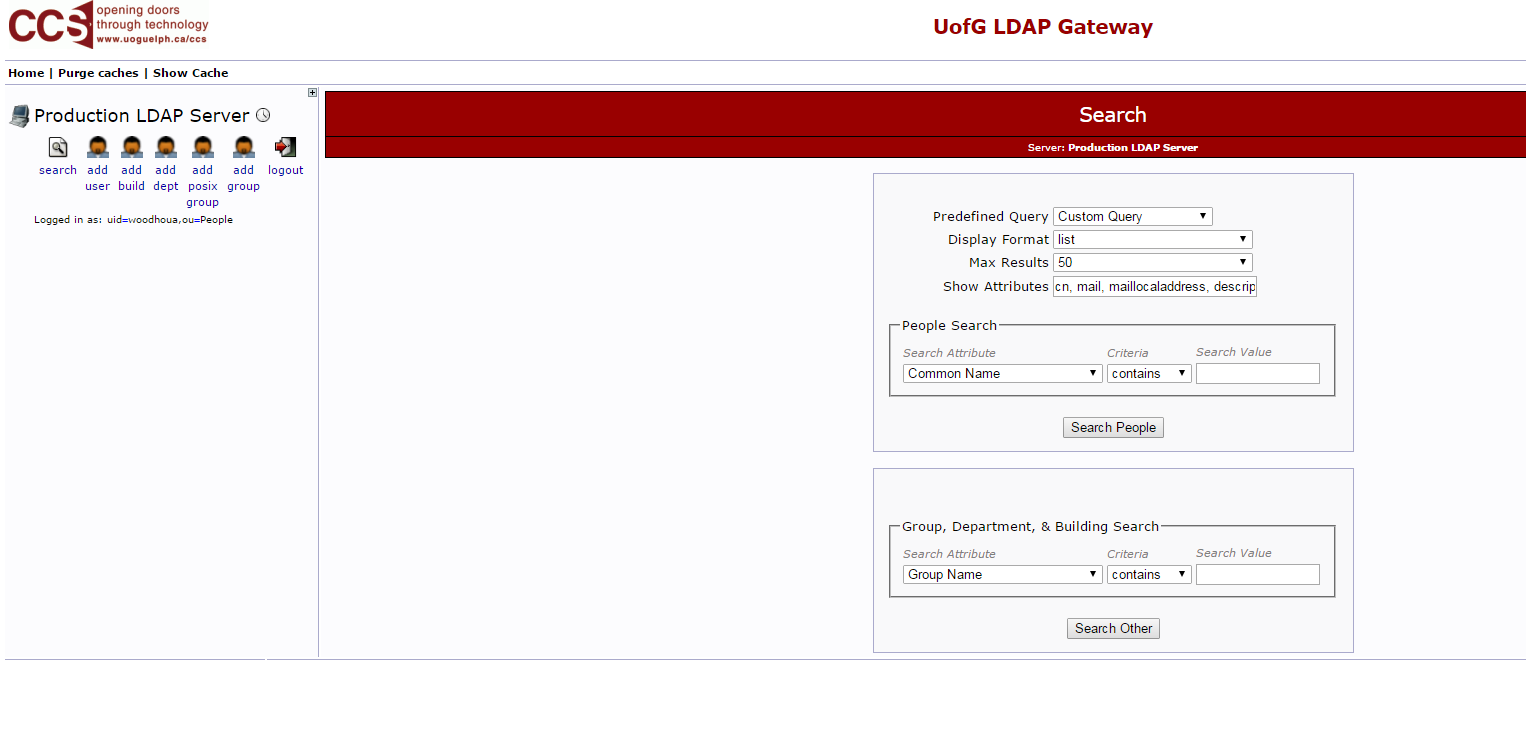 CCS opening doors
through technology
www.uoguelph.ca/ccs
UofG LDAP Gateway
Home | Purge caches | Show Cache
Production LDAP Server
search add user add build add dept add posix group add group logout
Logged in as: uid=woodhoua,ou=People
Search
Server: Production LDAP Server
Predefined Query Custom Query
Display Format list
Max Results 50
Show Attributes cn, mail, maillocaladdress, descrip
People Search
Search Attribute Criteria Search Value
Common Name contains
Search People
Group, Department, & Building Search
Search Attribute Criteria Search Value
Group Name contains
Search Other